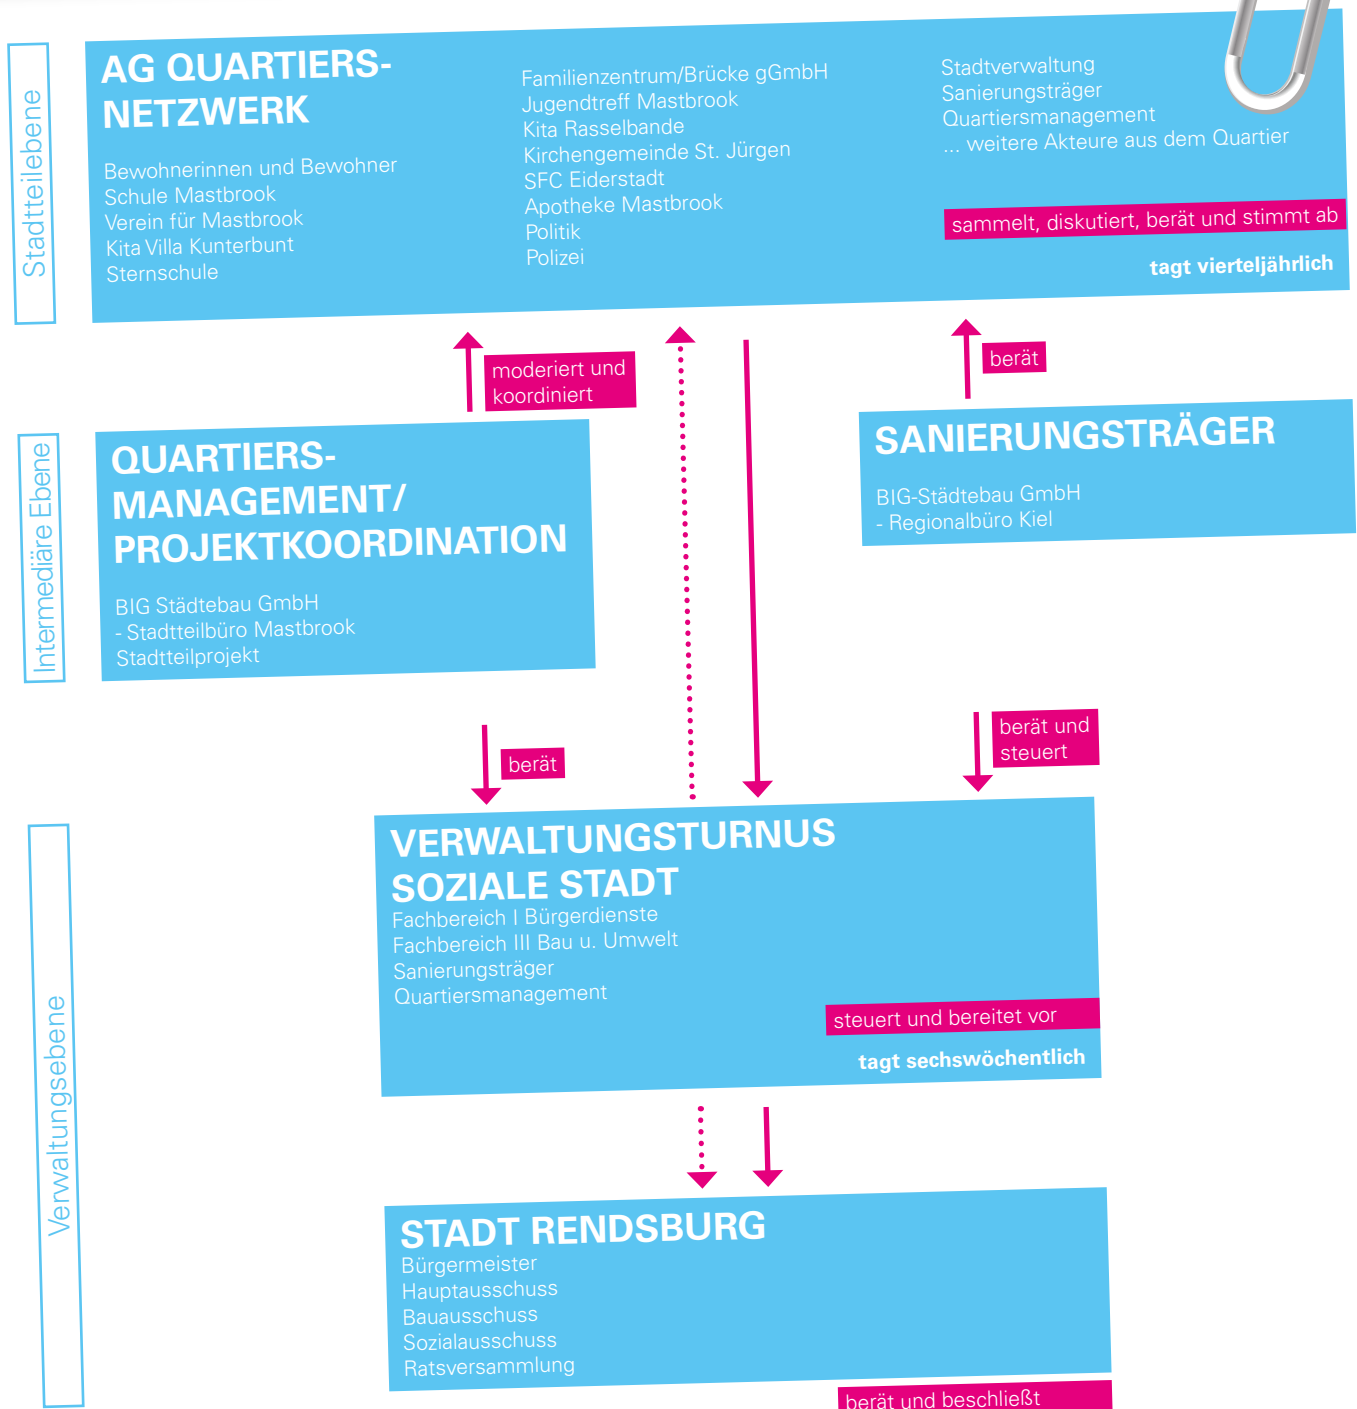 Stadtteilebene
AG QUARTIERS-
NETZWERK
Bewohnerinnen und Bewohner
Schule Mastbrook
Verein für Mastbrook
Kita Villa Kunterbunt
Sternschule
Familienzentrum/Brücke gGmbH
Jugendtreff Mastbrook
Kita Rasselbande
Kirchengemeinde St. Jürgen
SFC Eiderstadt
Apotheke Mastbrook
Politik
Polizei
Stadtverwaltung
Sanierungsträger
Quartiersmanagement
... weitere Akteure aus dem Quartier
sammelt, diskutiert, berät und stimmt ab
tagt vierteljährlich
moderiert und
koordiniert
berät
Intermediäre Ebene
QUARTIERS-
MANAGEMENT/
PROJEKTKOORDINATION
BIG Städtebau GmbH
- Stadtteilbüro Mastbrook
Stadtteilprojekt
SANIERUNGSTRÄGER
BIG-Städtebau GmbH
- Regionalbüro Kiel
berät
berät und
steuert
Verwaltungsebene
VERWALTUNGSTURNUS
SOZIALE STADT
Fachbereich I Bürgerdienste
Fachbereich III Bau u. Umwelt
Sanierungsträger
Quartiersmanagement
steuert und bereitet vor
tagt sechswöchentlich
STADT RENDSBURG
Bürgermeister
Hauptausschuss
Bauausschuss
Sozialausschuss
Ratsversammlung
berät und beschließt